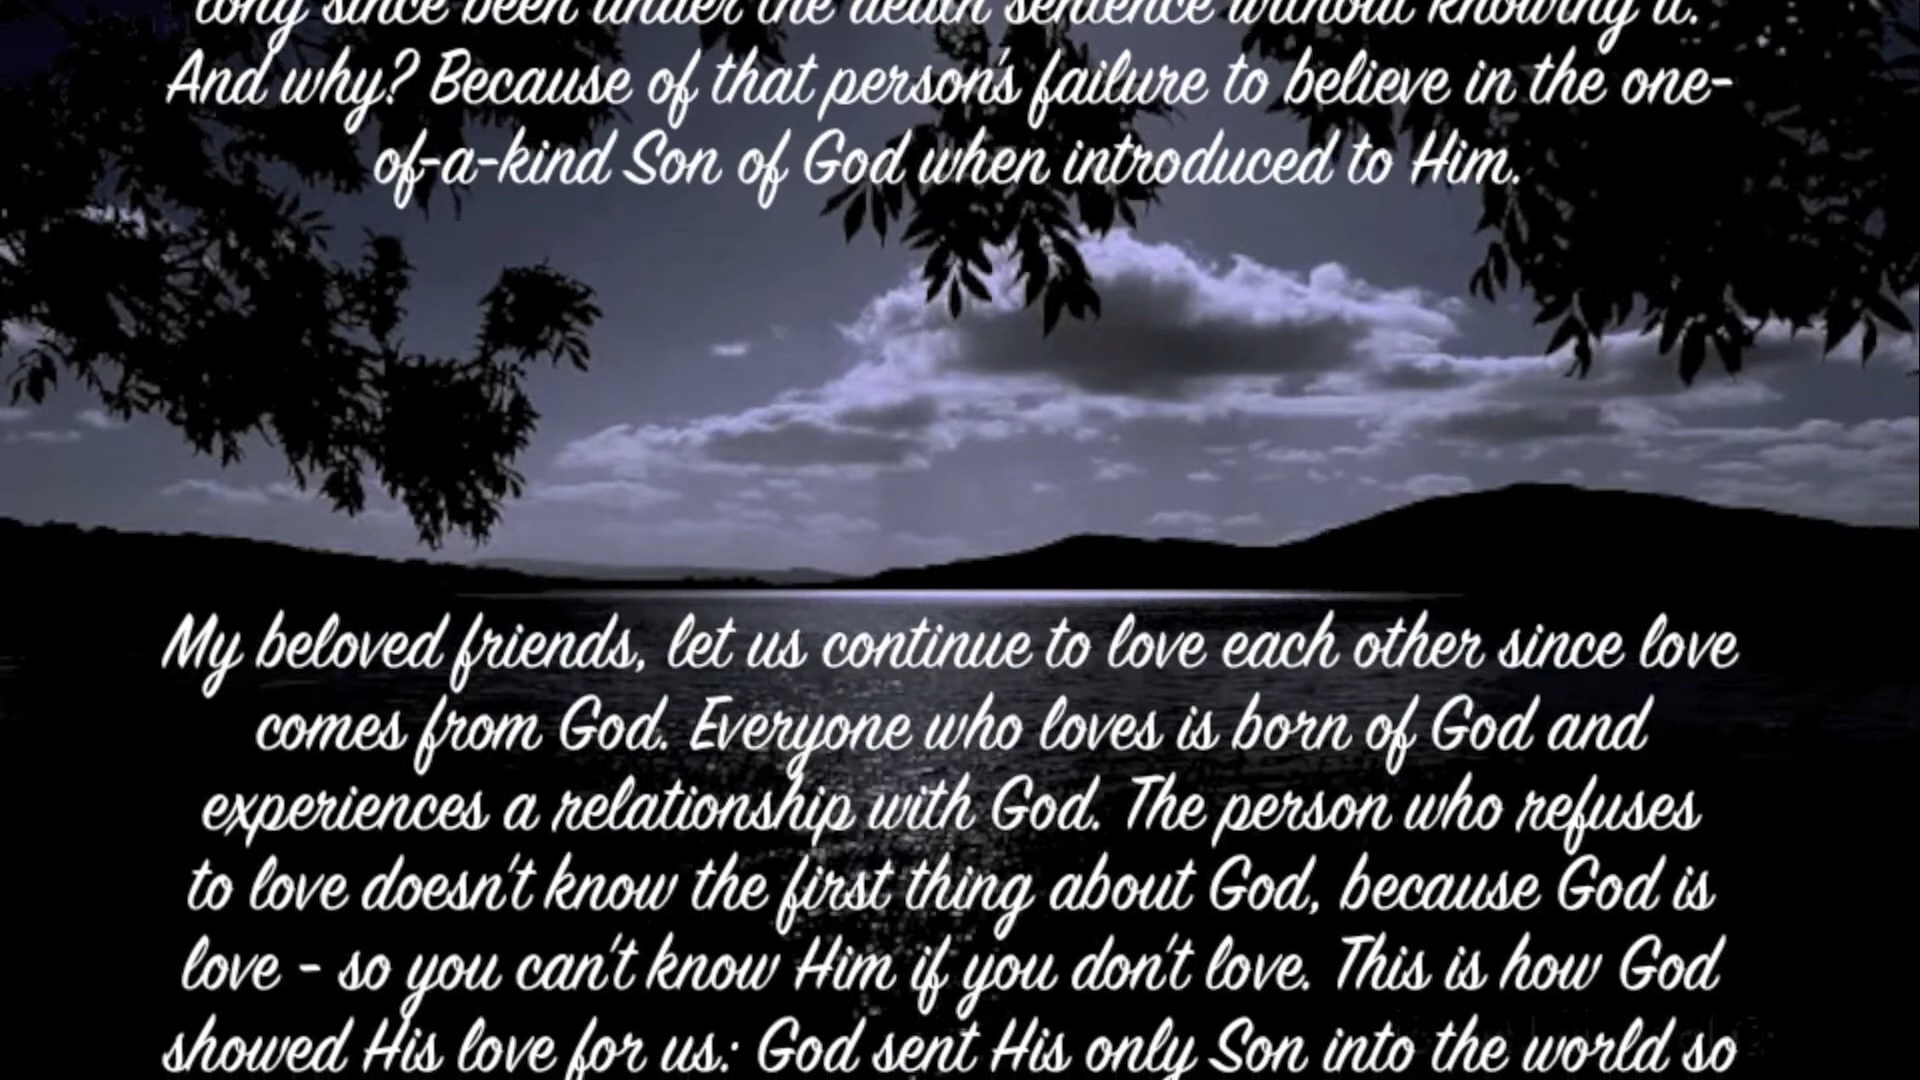 long since been under the death sentence without knowing it.
And why? Because of that person's failure to believe in the one-
of-a-kind Son of God when introduced to Him.
My beloved friends, let us continue to love each other since love
comes from God. Everyone who loves is born of God and
experiences a relationship with God. The person who refuses
to love doesn't know the first thing about God, because God is
love - so you can't know Him if you don't love. This is how God
showed His love for us: God sent His only Son into the world so